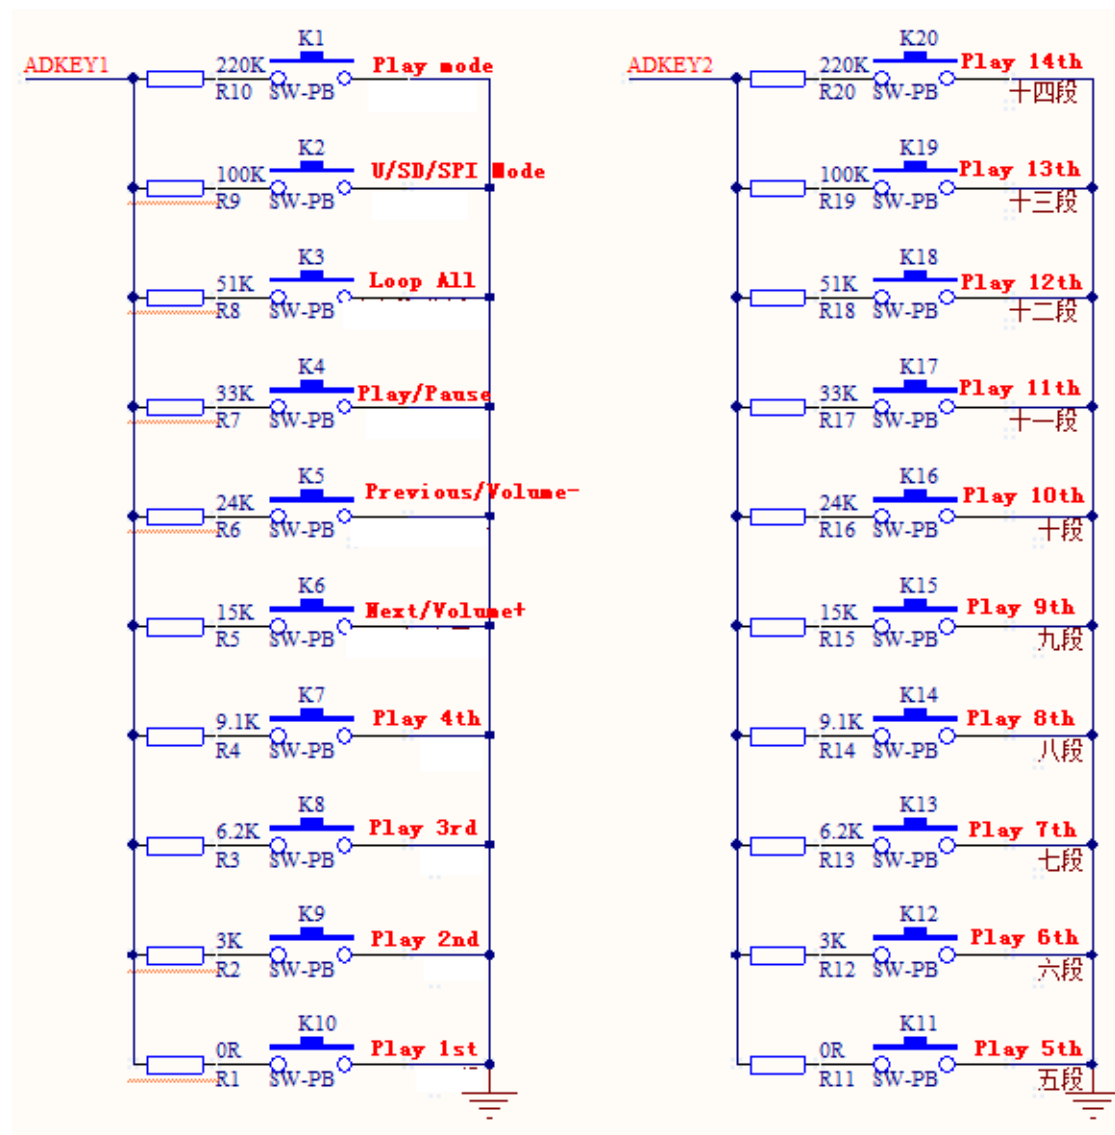 ADKEY1
K1
220K
Play mode
R10
SW-PB
K2
100K
U/SD/SPI Mode
R9
SW-PB
K3
51K
Loop All
R8
SW-PB
K4
33K
Play/Pause
R7
SW-PB
K5
24K
Previous/Volume-
R6
SW-PB
K6
15K
Next/Volume+
R5
SW-PB
K7
9.1K
Play 4th
R4
SW-PB
K8
6.2K
Play 3rd
R3
SW-PB
K9
3K
Play 2nd
R2
SW-PB
K10
0R
Play 1st
R1
SW-PB
ADKEY2
K20
220K
Play 14th
R20
SW-PB
十四段
K19
100K
Play 13th
R19
SW-PB
十三段
K18
51K
Play 12th
R18
SW-PB
十二段
K17
33K
Play 11th
R17
SW-PB
十一段
K16
24K
Play 10th
R16
SW-PB
十段
K15
15K
Play 9th
R15
SW-PB
九段
K14
9.1K
Play 8th
R14
SW-PB
八段
K13
6.2K
Play 7th
R13
SW-PB
七段
K12
3K
Play 6th
R12
SW-PB
六段
K11
0R
Play 5th
R11
SW-PB
五段